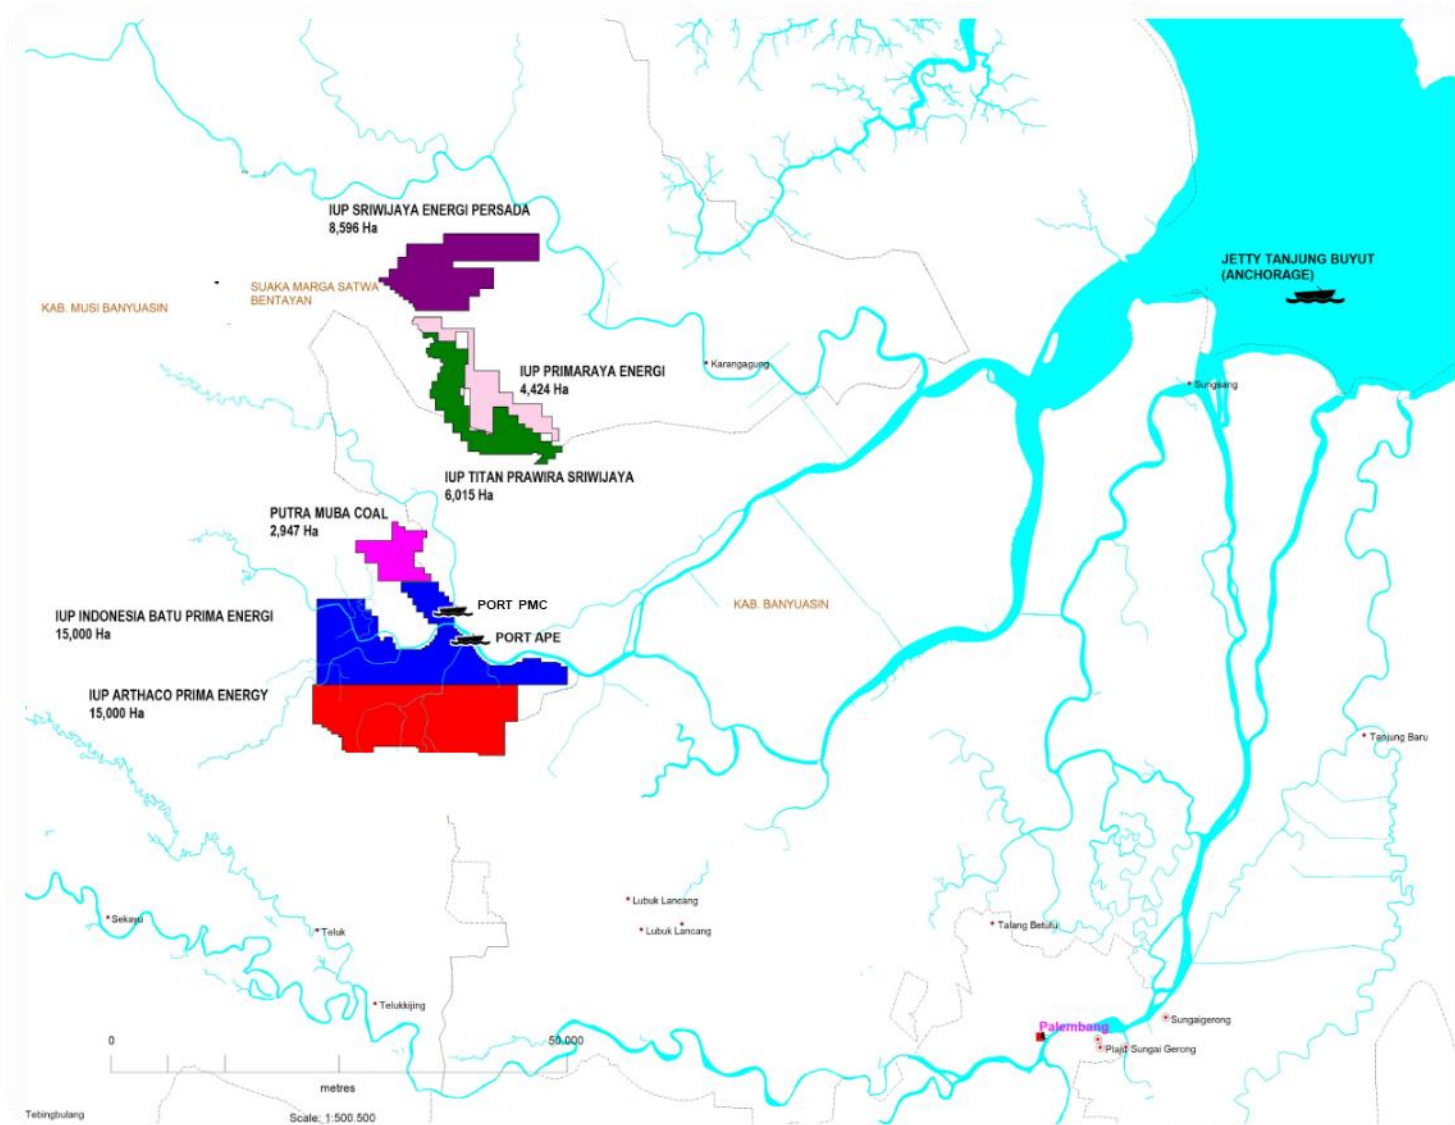 IUP SRIWIJAYA ENERGI PERSADA
8,596 Ha
JETTY TANJUNG BUYUT
(ANCHORAGE)
SUAKA MARGA SATWA
BENTAYAN
KAB. MUSI BANYUASIN
Karangagung
IUP PRIMARAYA ENERGI
4,424 Ha
Sungsang
IUP TITAN PRAWIRA SRIWIJAYA
6,015 Ha
PUTRA MUBA COAL
2,947 Ha
PORT PMC
KAB. BANYUASIN
IUP INDONESIA BATU PRIMA ENERGI
15,000 Ha
PORT APE
IUP ARTHACO PRIMA ENERGY
15,000 Ha
Tanjung Baru
Lubuk Lancang
Sekayu
Teluk
Lubuk Lancang
Talang Betutu
Telukkijing
Sungaigerong
Palembang
Plaju
Sungai Gerong
0
50.000
metres
Scale: 1:500.500
Tebingbulang